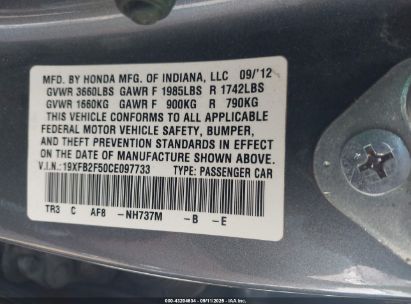 MFD. BY HONDA MFG. OF INDIANA, LLC 09/'12
GVWR 3660LBS GAWR F 1985LBS R 1742LBS
GVWR 1660KG GAWR F 900KG R 790KG
THIS VEHICLE CONFORMS TO ALL APPLICABLE
FEDERAL MOTOR VEHICLE SAFETY, BUMPER,
AND THEFT PREVENTION STANDARDS IN EFFECT
ON THE DATE OF MANUFACTURE SHOWN ABOVE.
V.I.N.:19XFB2F50CE097733 TYPE: PASSENGER CAR
TR3 C AF8 -NH737M -B -E